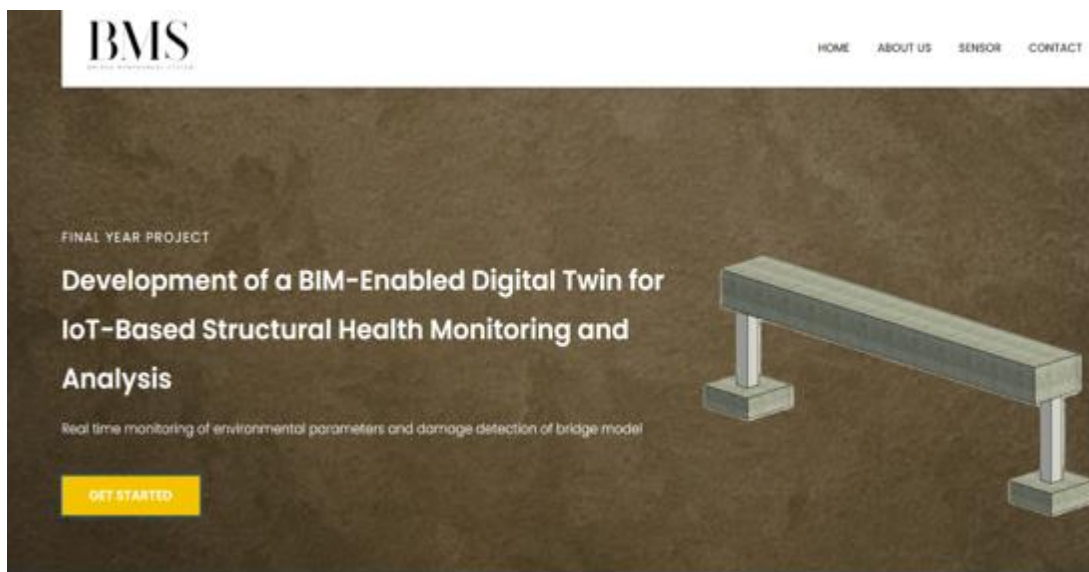 BMS
HOME ABOUT US SENSOR CONTACT
FINAL YEAR PROJECT
Development of a BIM-Enabled Digital Twin for
IoT-Based Structural Health Monitoring and
Analysis
Real time monitoring of environmental parameters and damage detection of bridge model
GET STARTED